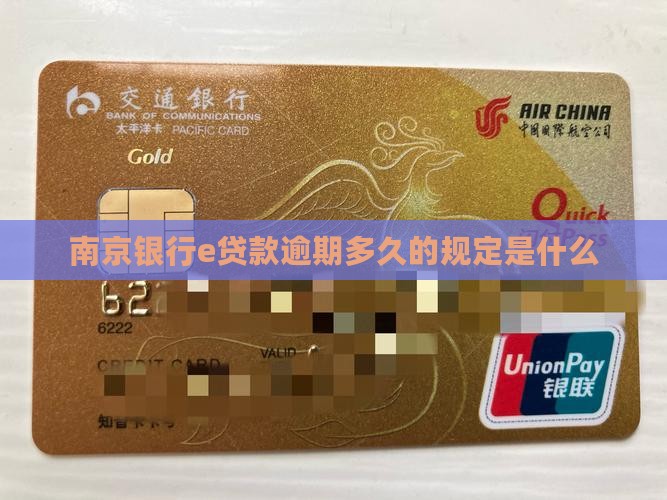 交通銀行
BANK OF COMMUNICATIONS
太平洋卡 PACIFIC CARD
Gold
AIR CHINA
中国国際航空公司
Quick
南京银行e贷款逾期多久的规定是什么
62
6222
CREDIT CARD
VALID
UnionPay
银联